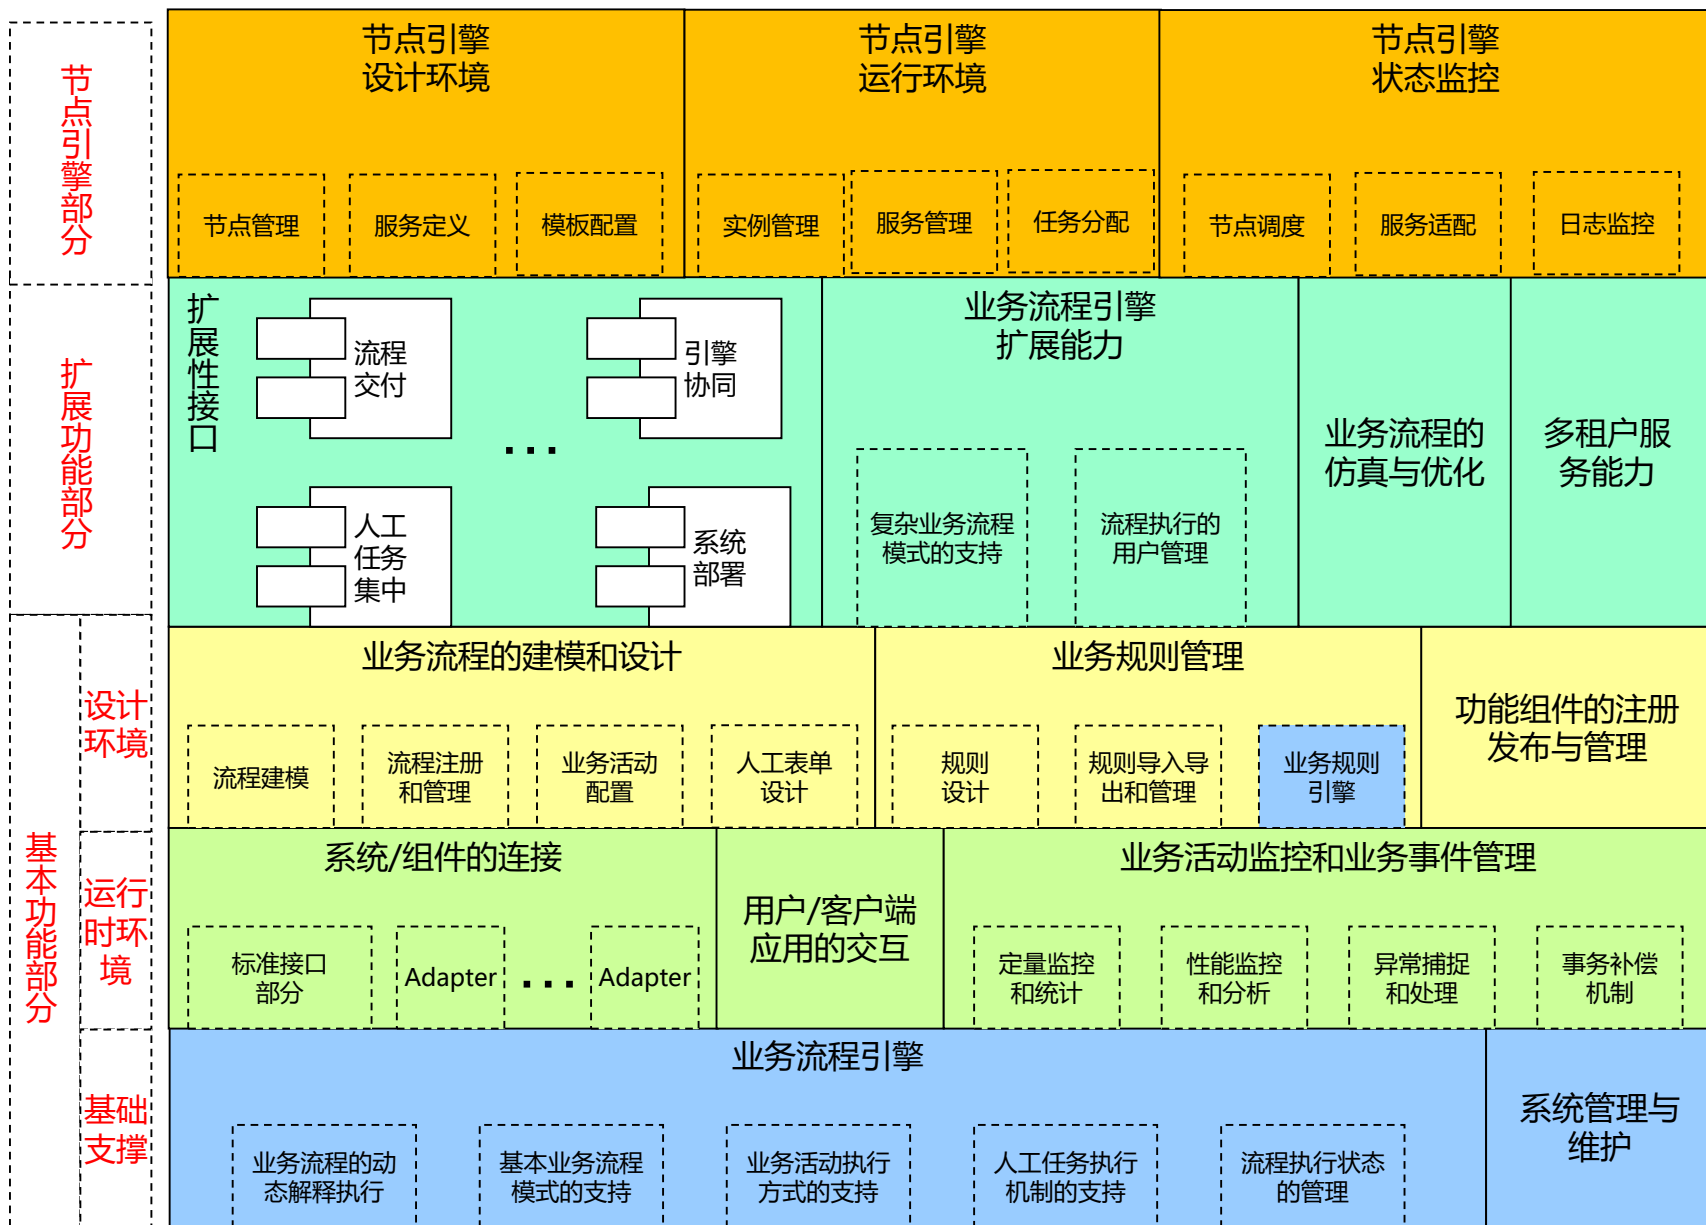 节点引擎部分
节点引擎
设计环境
节点管理
服务定义
模板配置
节点引擎
运行环境
实例管理
服务管理
任务分配
节点引擎
状态监控
节点调度
服务适配
日志监控
扩展功能部分
扩展性接口
流程
交付
引擎
协同
...
人工
任务
集中
系统
部署
业务流程引擎
扩展能力
复杂业务流程
模式的支持
流程执行的
用户管理
业务流程的
仿真与优化
多租户服
务能力
基本功能部分
设计
环境
业务流程的建模和设计
流程建模
流程注册
和管理
业务活动
配置
人工表单
设计
业务规则管理
规则
设计
规则导入导
出和管理
业务规则
引擎
功能组件的注册
发布与管理
运行
时环
境
系统/组件的连接
标准接口
部分
Adapter
...
Adapter
用户/客户端
应用的交互
业务活动监控和业务事件管理
定量监控
和统计
性能监控
和分析
异常捕捉
和处理
事务补偿
机制
基础
支撑
业务流程引擎
业务流程的动
态解释执行
基本业务流程
模式的支持
业务活动执行
方式的支持
人工任务执行
机制的支持
流程执行状态
的管理
系统管理与
维护